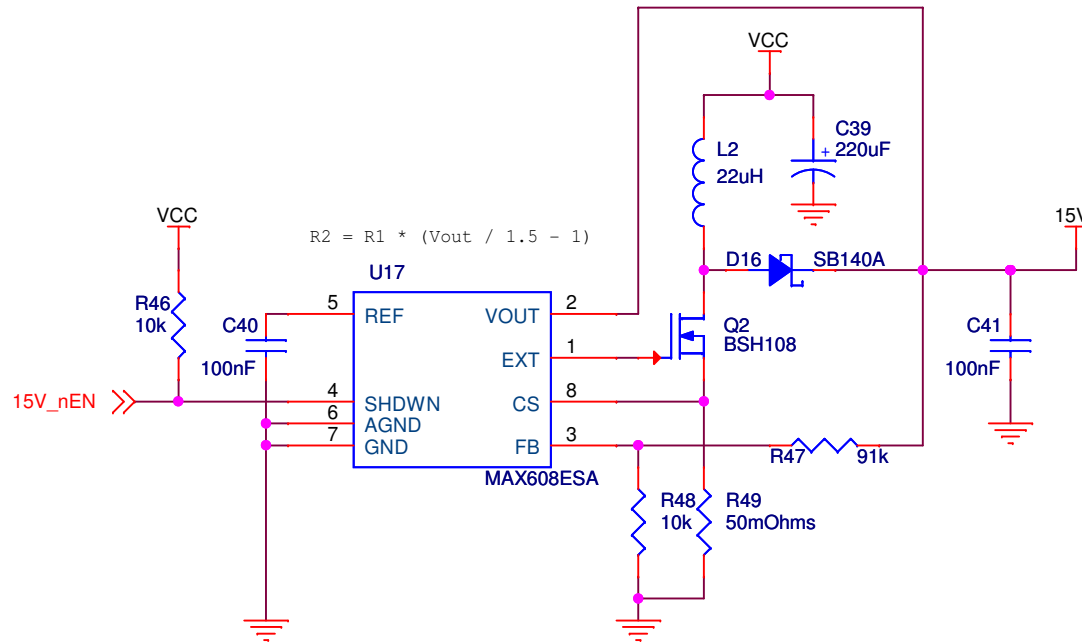 VCC
C39
+
220uF
L2
22uH
VCC
15V
R2 = R1 * (Vout / 1.5 - 1)
D16
SB140A
U17
R46
10k
C40
100nF
5
REF
VOUT
2
Q2
BSH108
C41
100nF
EXT
1
15V_nEN
4
SHDWN
CS
8
6
AGND
7
GND
FB
3
R47
91k
MAX608ESA
R48
10k
R49
50mOhms